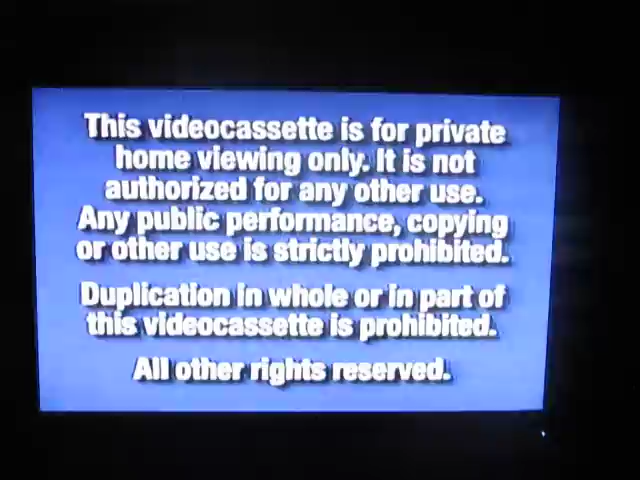 This videocassette is for private
home viewing only. It is not
authorized for any other use.
Any public performance, copying
or other use is strictly prohibited.
Duplication in whole or in part of
this videocassette is prohibited.
All other rights reserved.